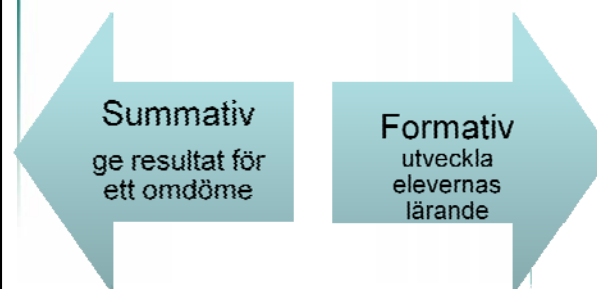 Summativ
ge resultat för
ett omdöme
Formativ
utveckla
elevernas
lärande